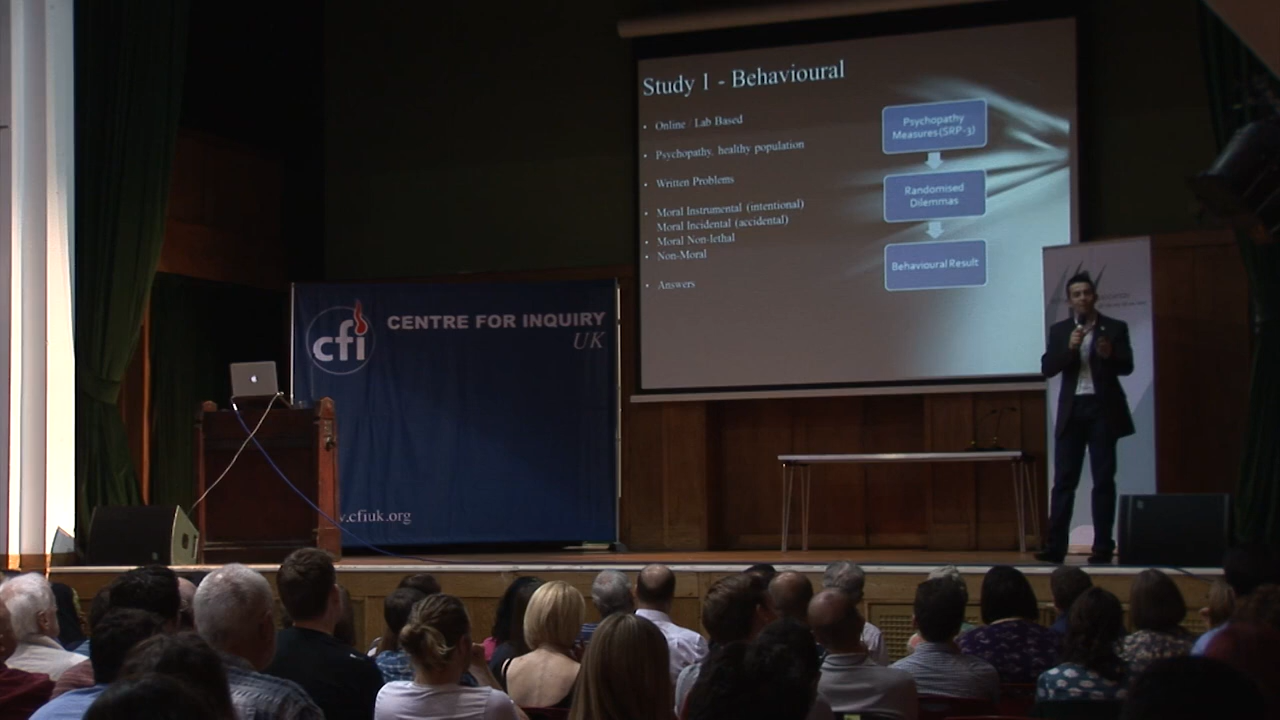 Study 1 - Behavioural
• Online / Lab Based
• Psychopathy, healthy population
• Written Problems
• Moral Instrumental (intentional)
Moral Incidental (accidental)
• Moral Non-lethal
• Non-Moral
• Answers
Psychopathy
Measures (SRP-3)
Randomised
Dilemmas
Behavioural Result
cfi
CENTRE FOR INQUIRY
UK
.cfiuk.org